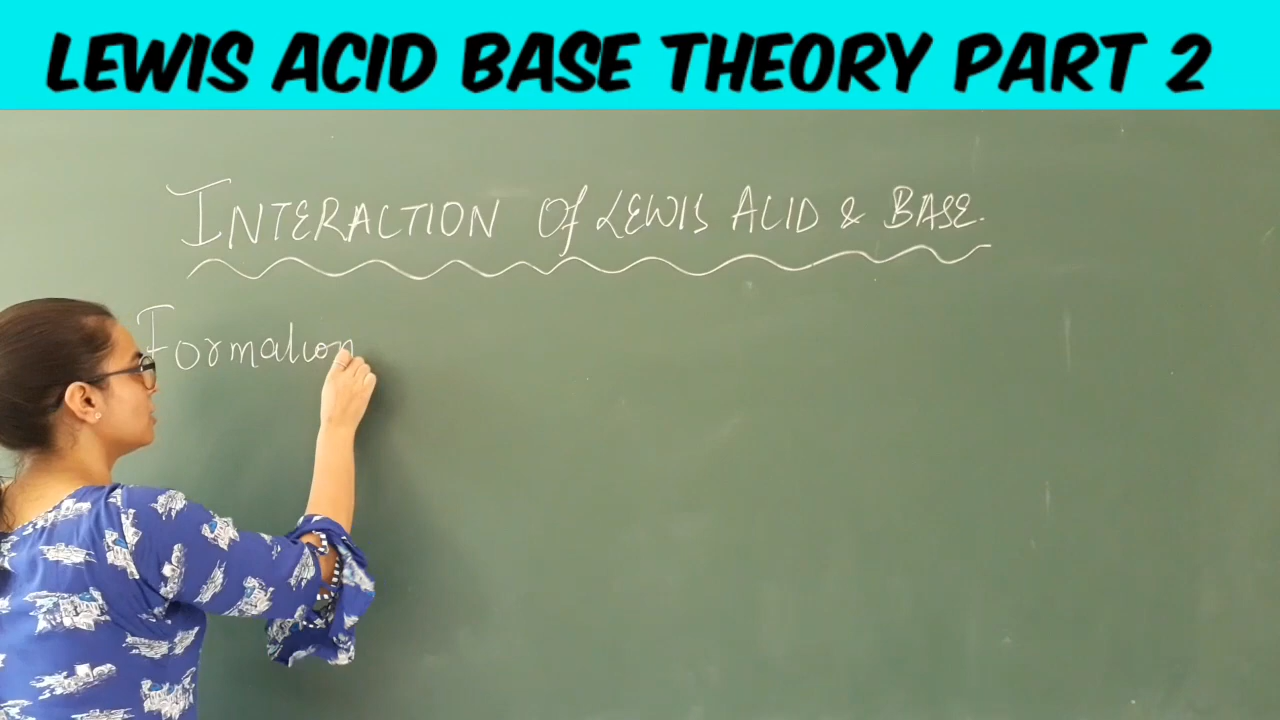 LEWIS ACID BASE THEORY PART 2
INTERACTION Of LEWIS ACID & BASE.
Formation